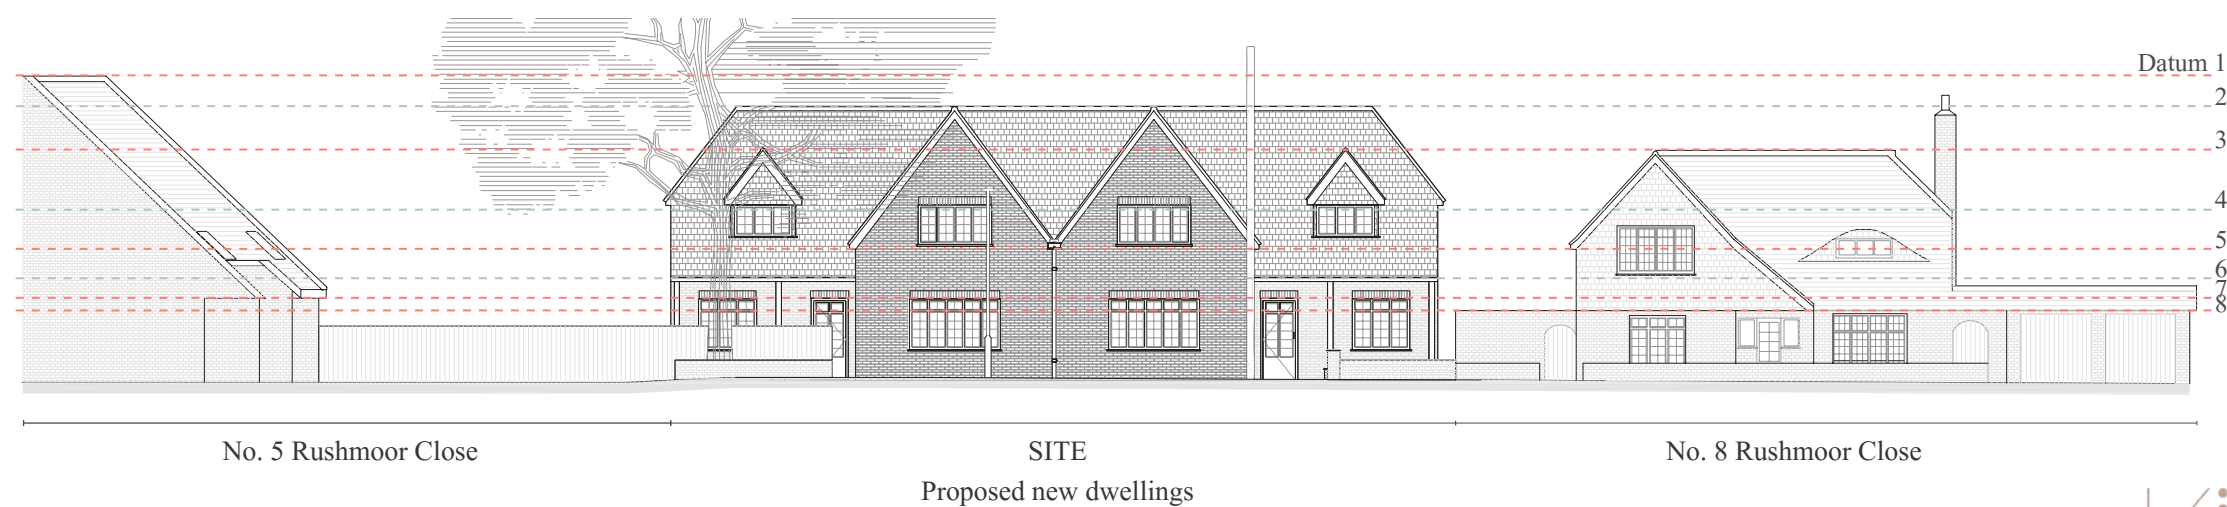 Datum 1
2
3
4
5
6
7
8
No. 5 Rushmoor Close
SITE
No. 8 Rushmoor Close
Proposed new dwellings